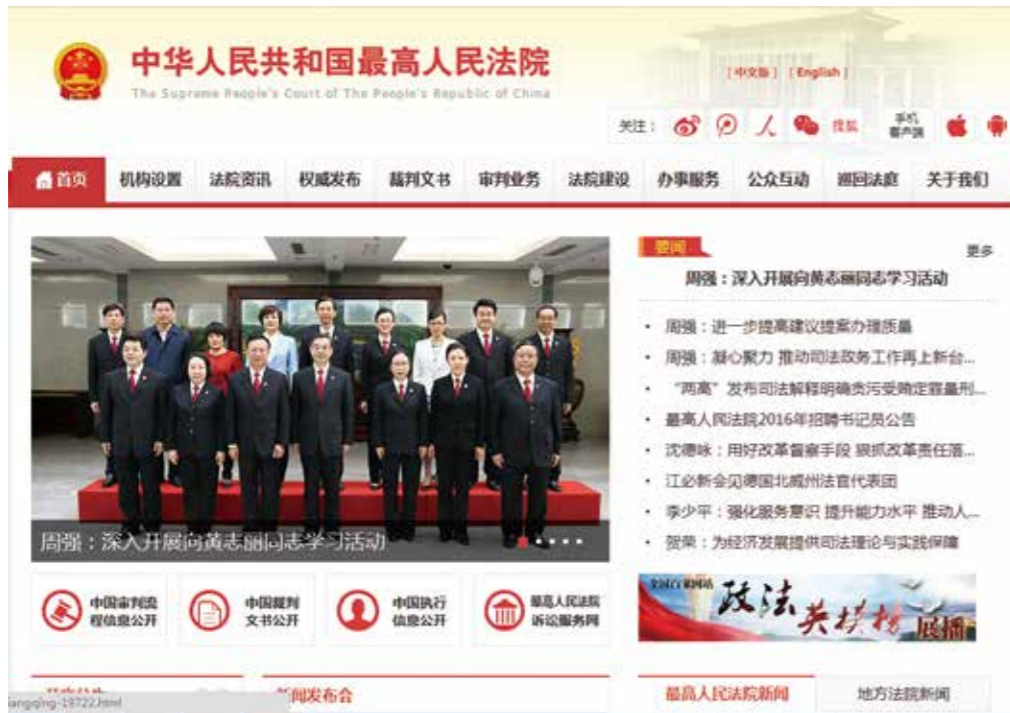 中华人民共和国最高人民法院
The Supreme People's Court of The People's Republic of China
[ 中文版 ] [ English ]
关注： 搜狐 手机客户端
首页 机构设置 法院资讯 权威发布 裁判文书 审判业务 法院建设 办事服务 公众互动 巡回法庭 关于我们
要闻 更多
周强：深入开展向黄志丽同志学习活动
· 周强：进一步提高建议提案办理质量
· 周强：凝心聚力 推动司法政务工作再上新台...
· “两高”发布司法解释明确贪污受贿定罪量刑...
· 最高人民法院2016年招聘书记员公告
· 沈德咏：用好改革督察手段 狠抓改革责任落...
· 江必新会见德国北威州法官代表团
· 李少平：强化服务意识 提升能力水平 推动人...
· 贺荣：为经济发展提供司法理论与实践保障
周强：深入开展向黄志丽同志学习活动
中国审判流程信息公开
中国裁判文书公开
中国执行信息公开
最高人民法院诉讼服务网
全国百家网站
政法英模榜展播
新闻发布会
最高人民法院新闻 地方法院新闻
angqing-19722.html